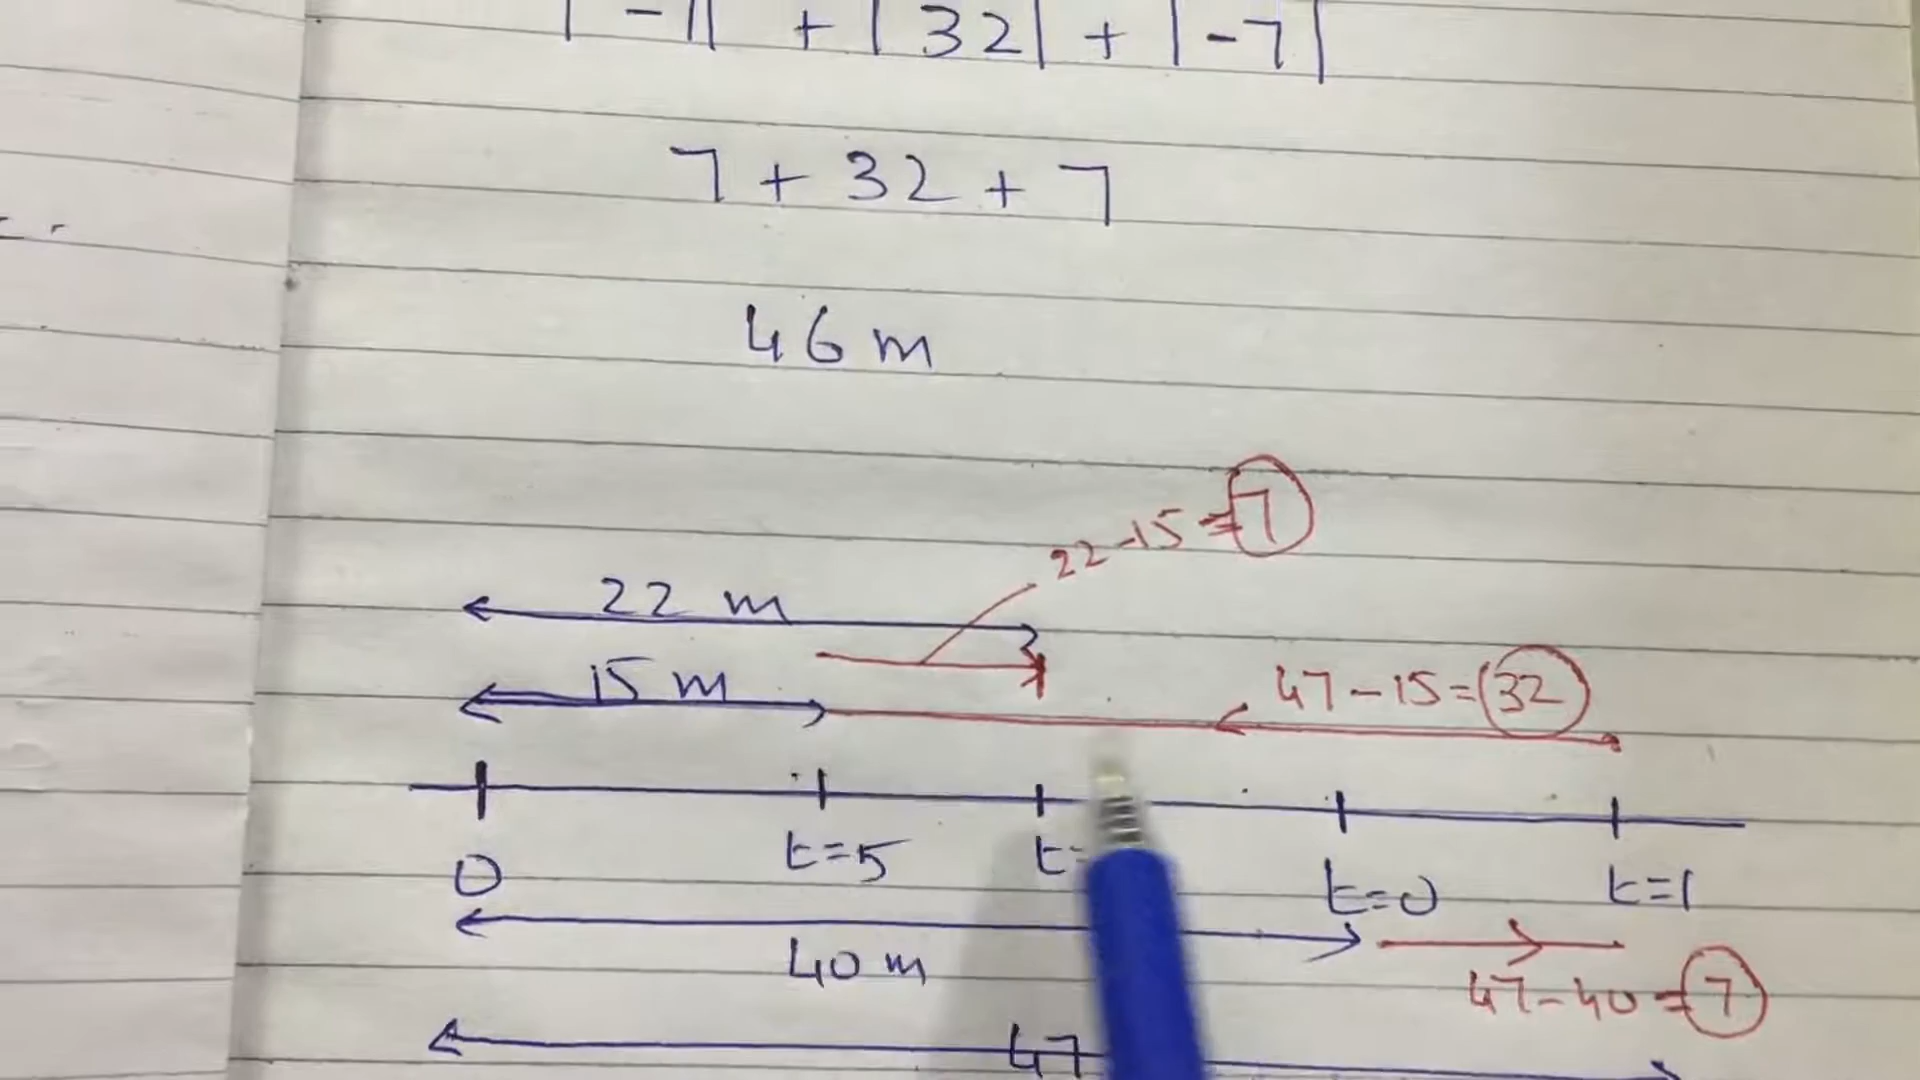 |-7| + |32| + |-7|
7 + 32 + 7
46 m
22-15=7
22 m
15 m
47-15=32
0 t=5 t= t=0 t=1
40 m
47-40=7
47